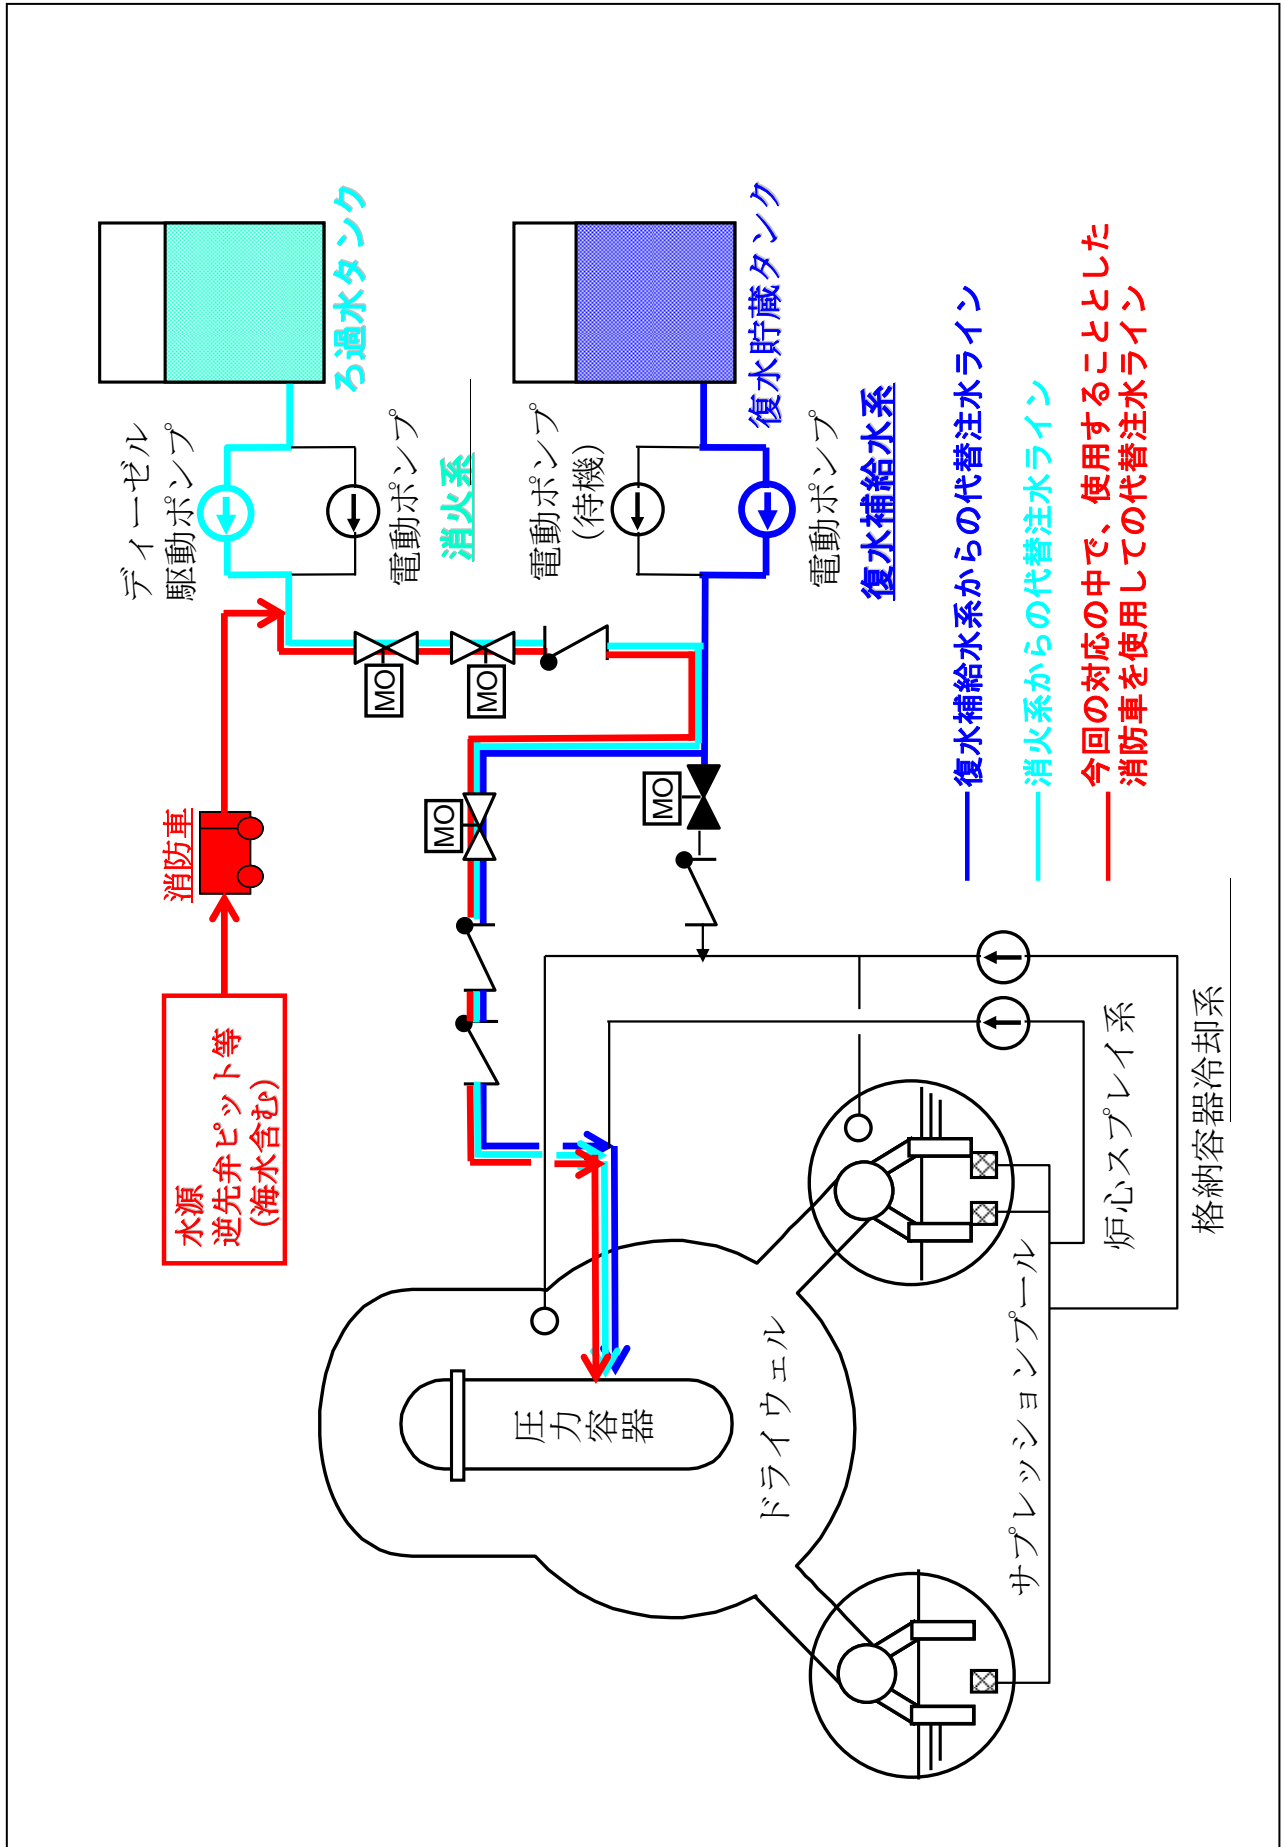 水源
逆先弁ピット等
(海水含む)
消防車
ディーゼル
駆動ポンプ
ろ過水タンク
電動ポンプ
消火系
電動ポンプ
(待機)
復水貯蔵タンク
電動ポンプ
復水補給水系
MO
MO
MO
MO
圧力容器
ドライウェル
サプレッションプール
炉心スプレイ系
格納容器冷却系
復水補給水系からの代替注水ライン
消火系からの代替注水ライン
今回の対応の中で、使用することとした
消防車を使用しての代替注水ライン